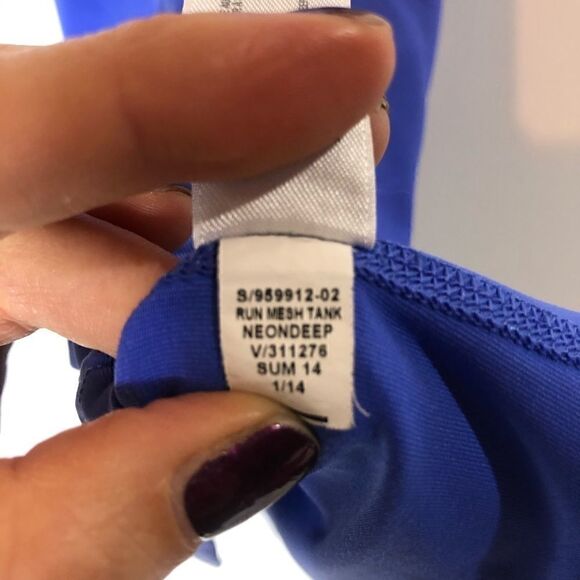 S/959912-02
RUN MESH TANK
NEONDEEP
V/311276
SUM 14
1/14